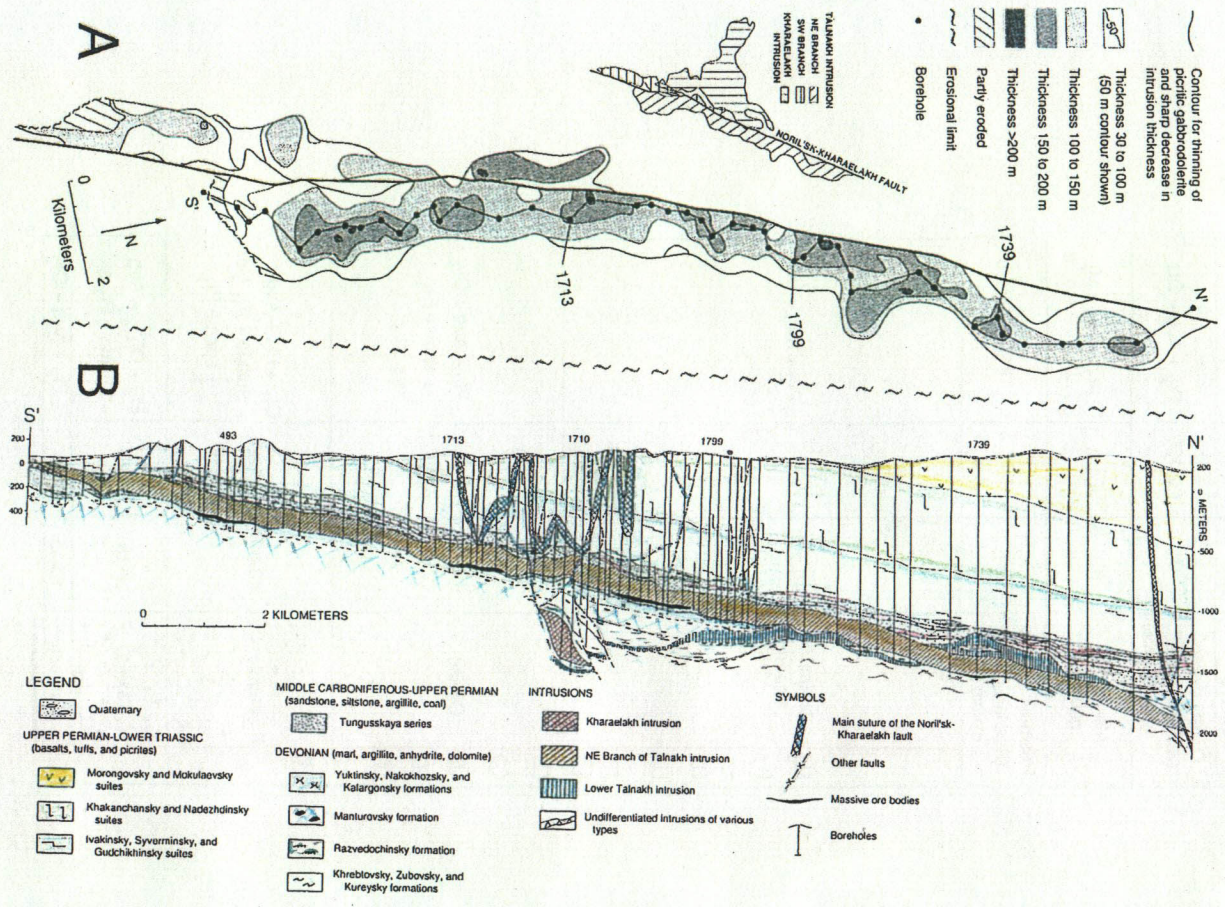 A
TALNAKH INTRUSION
NE BRANCH
SW BRANCH
KHARAELAKH
INTRUSION
NORIL'SK-KHARAELAKH FAULT
Contour for thinning of
picritic gabbrodolerite
and sharp decrease in
intrusion thickness
50
Thickness 30 to 100 m
(50 m contour shown)
Thickness 100 to 150 m
Thickness 150 to 200 m
Thickness >200 m
Partly eroded
Erosional limit
Borehole
S'
N'
0
2
Kilometers
N
1713
1799
1739
B
S'
N'
493
1713
1710
1799
1739
200
0
200
400
200
0
METERS
-500
-1000
-1500
2000
0
2 KILOMETERS
LEGEND
Quaternary
UPPER PERMIAN-LOWER TRIASSIC
(basalts, tuffs, and picrites)
Morongovsky and Mokulaevsky
suites
Khakanchansky and Nadezhdinsky
suites
Ivakinsky, Syverminsky, and
Gudchikhinsky suites
MIDDLE CARBONIFEROUS-UPPER PERMIAN
(sandstone, siltstone, argillite, coal)
Tungusskaya series
DEVONIAN (marl, argillite, anhydrite, dolomite)
Yuktinsky, Nakokhozsky, and
Kalargonsky formations
Manturovsky formation
Razvedochinsky formation
Khreblovsky, Zubovsky, and
Kureysky formations
INTRUSIONS
Kharaelakh intrusion
NE Branch of Talnakh intrusion
Lower Talnakh intrusion
Undifferentiated intrusions of various
types
SYMBOLS
Main suture of the Noril'sk-
Kharaelakh fault
Other faults
Massive ore bodies
Boreholes